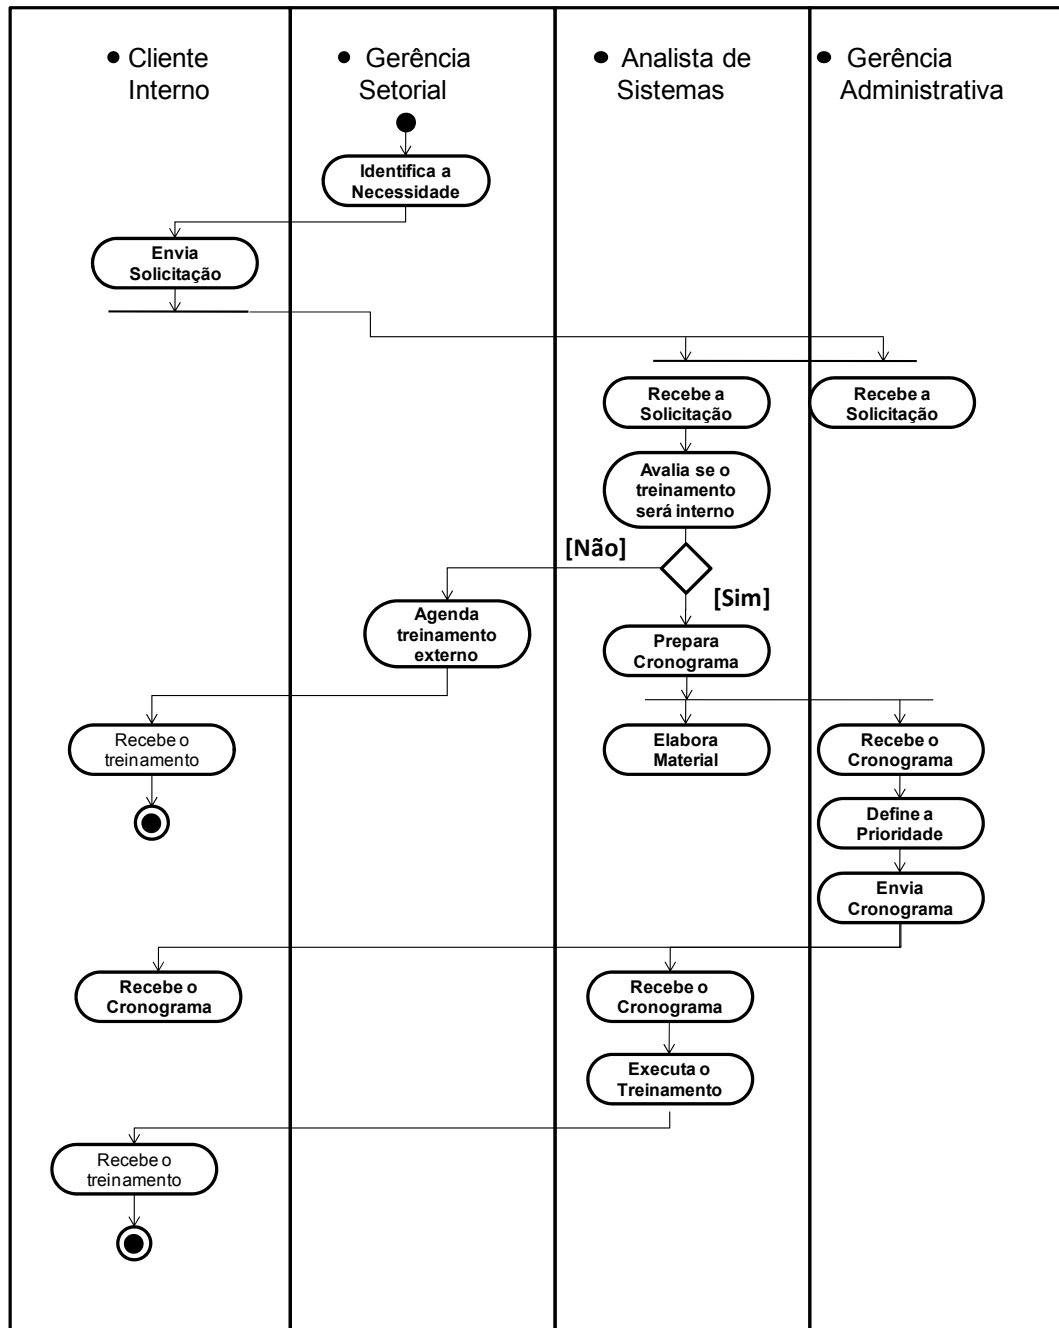 ● Cliente
Interno
● Gerência
Setorial
● Analista de
Sistemas
● Gerência
Administrativa
Identifica a
Necessidade
Envia
Solicitação
Recebe a
Solicitação
Recebe a
Solicitação
Avalia se o
treinamento
será interno
[Não]
[Sim]
Agenda
treinamento
externo
Prepara
Cronograma
Recebe o
treinamento
Elabora
Material
Recebe o
Cronograma
Define a
Prioridade
Envia
Cronograma
Recebe o
Cronograma
Recebe o
Cronograma
Executa o
Treinamento
Recebe o
treinamento